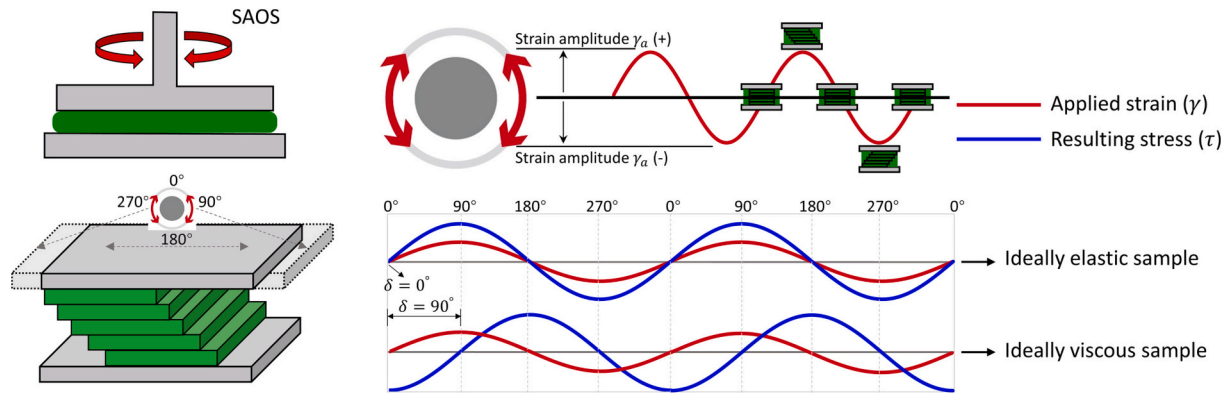 SAOS
Strain amplitude γₐ (+)
Strain amplitude γₐ (-)
Applied strain (γ)
Resulting stress (τ)
0°
270°
90°
180°
0° 90° 180° 270° 0° 90° 180° 270° 0°
δ = 0°
δ = 90°
Ideally elastic sample
Ideally viscous sample